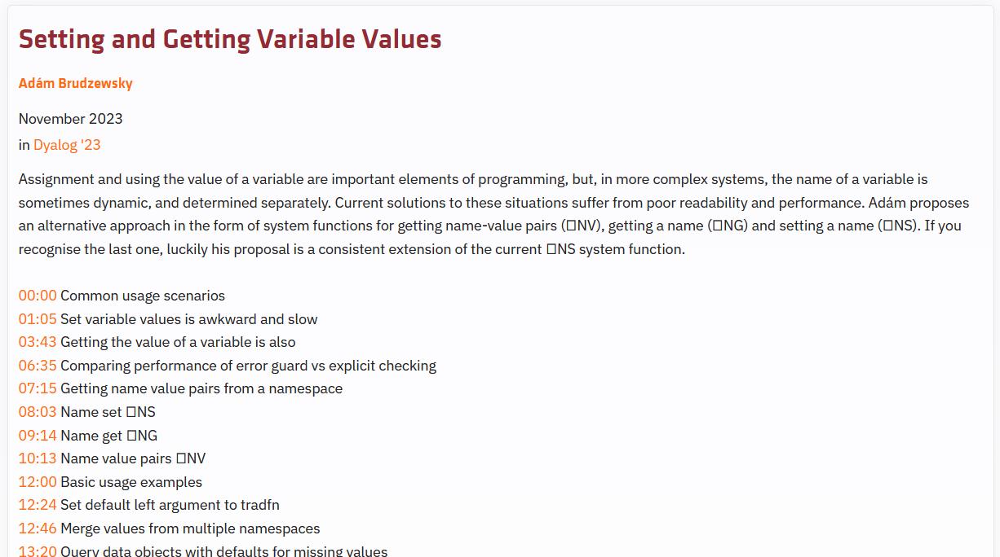 Setting and Getting Variable Values
Adám Brudzewsky
November 2023
in Dyalog '23
Assignment and using the value of a variable are important elements of programming, but, in more complex systems, the name of a variable is
sometimes dynamic, and determined separately. Current solutions to these situations suffer from poor readability and performance. Adám proposes
an alternative approach in the form of system functions for getting name-value pairs (⎕NV), getting a name (⎕NG) and setting a name (⎕NS). If you
recognise the last one, luckily his proposal is a consistent extension of the current ⎕NS system function.
00:00 Common usage scenarios
01:05 Set variable values is awkward and slow
03:43 Getting the value of a variable is also
06:35 Comparing performance of error guard vs explicit checking
07:15 Getting name value pairs from a namespace
08:03 Name set ⎕NS
09:14 Name get ⎕NG
10:13 Name value pairs ⎕NV
12:00 Basic usage examples
12:24 Set default left argument to tradfn
12:46 Merge values from multiple namespaces
13:20 Query data objects with defaults for missing values